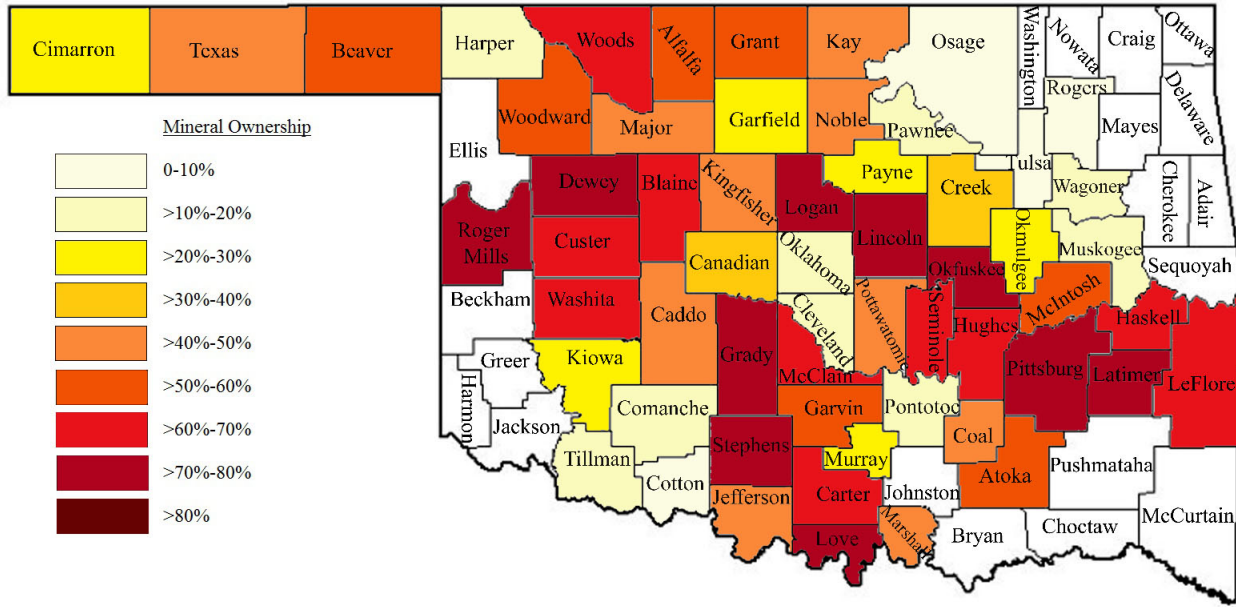 Cimarron
Texas
Beaver
Harper
Woods
Alfalfa
Grant
Kay
Osage
Washington
Nowata
Craig
Ottawa
Rogers
Delaware
Woodward
Major
Garfield
Noble
Pawnee
Mayes
Mineral Ownership
0-10%
>10%-20%
>20%-30%
>30%-40%
>40%-50%
>50%-60%
>60%-70%
>70%-80%
>80%
Ellis
Dewey
Blaine
Kingfisher
Logan
Payne
Creek
Tulsa
Wagoner
Cherokee
Adair
Roger
Mills
Custer
Canadian
Oklahoma
Lincoln
Okmulgee
Muskogee
Sequoyah
Okfuskee
Beckham
Washita
Caddo
Cleveland
Pottawatomie
Seminole
Hughes
McIntosh
Haskell
Greer
Kiowa
Grady
McClain
Pittsburg
Latimer
LeFlore
Harmon
Jackson
Comanche
Garvin
Pontotoc
Coal
Tillman
Cotton
Stephens
Murray
Atoka
Pushmataha
Jefferson
Carter
Johnston
McCurtain
Love
Marshall
Bryan
Choctaw